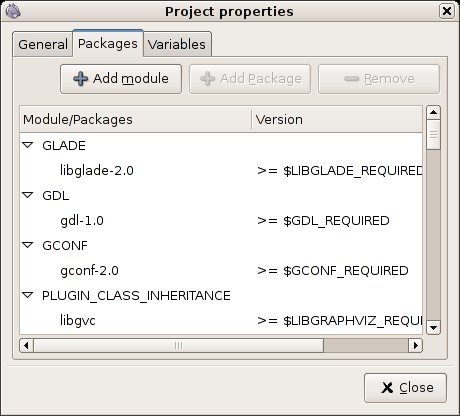 Project properties
General Packages Variables
Add module Add Package Remove
Module/Packages Version
GLADE
libglade-2.0 >= $LIBGLADE_REQUIRED
GDL
gdl-1.0 >= $GDL_REQUIRED
GCONF
gconf-2.0 >= $GCONF_REQUIRED
PLUGIN_CLASS_INHERITANCE
libgvc >= $LIBGRAPHVIZ_REQUI
Close